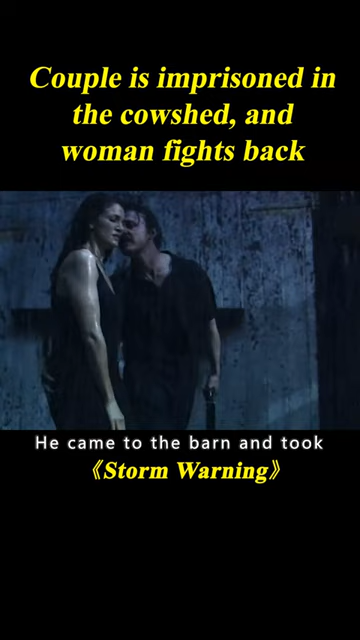 Couple is imprisoned in
the cowshed, and
woman fights back
He came to the barn and took
《Storm Warning》